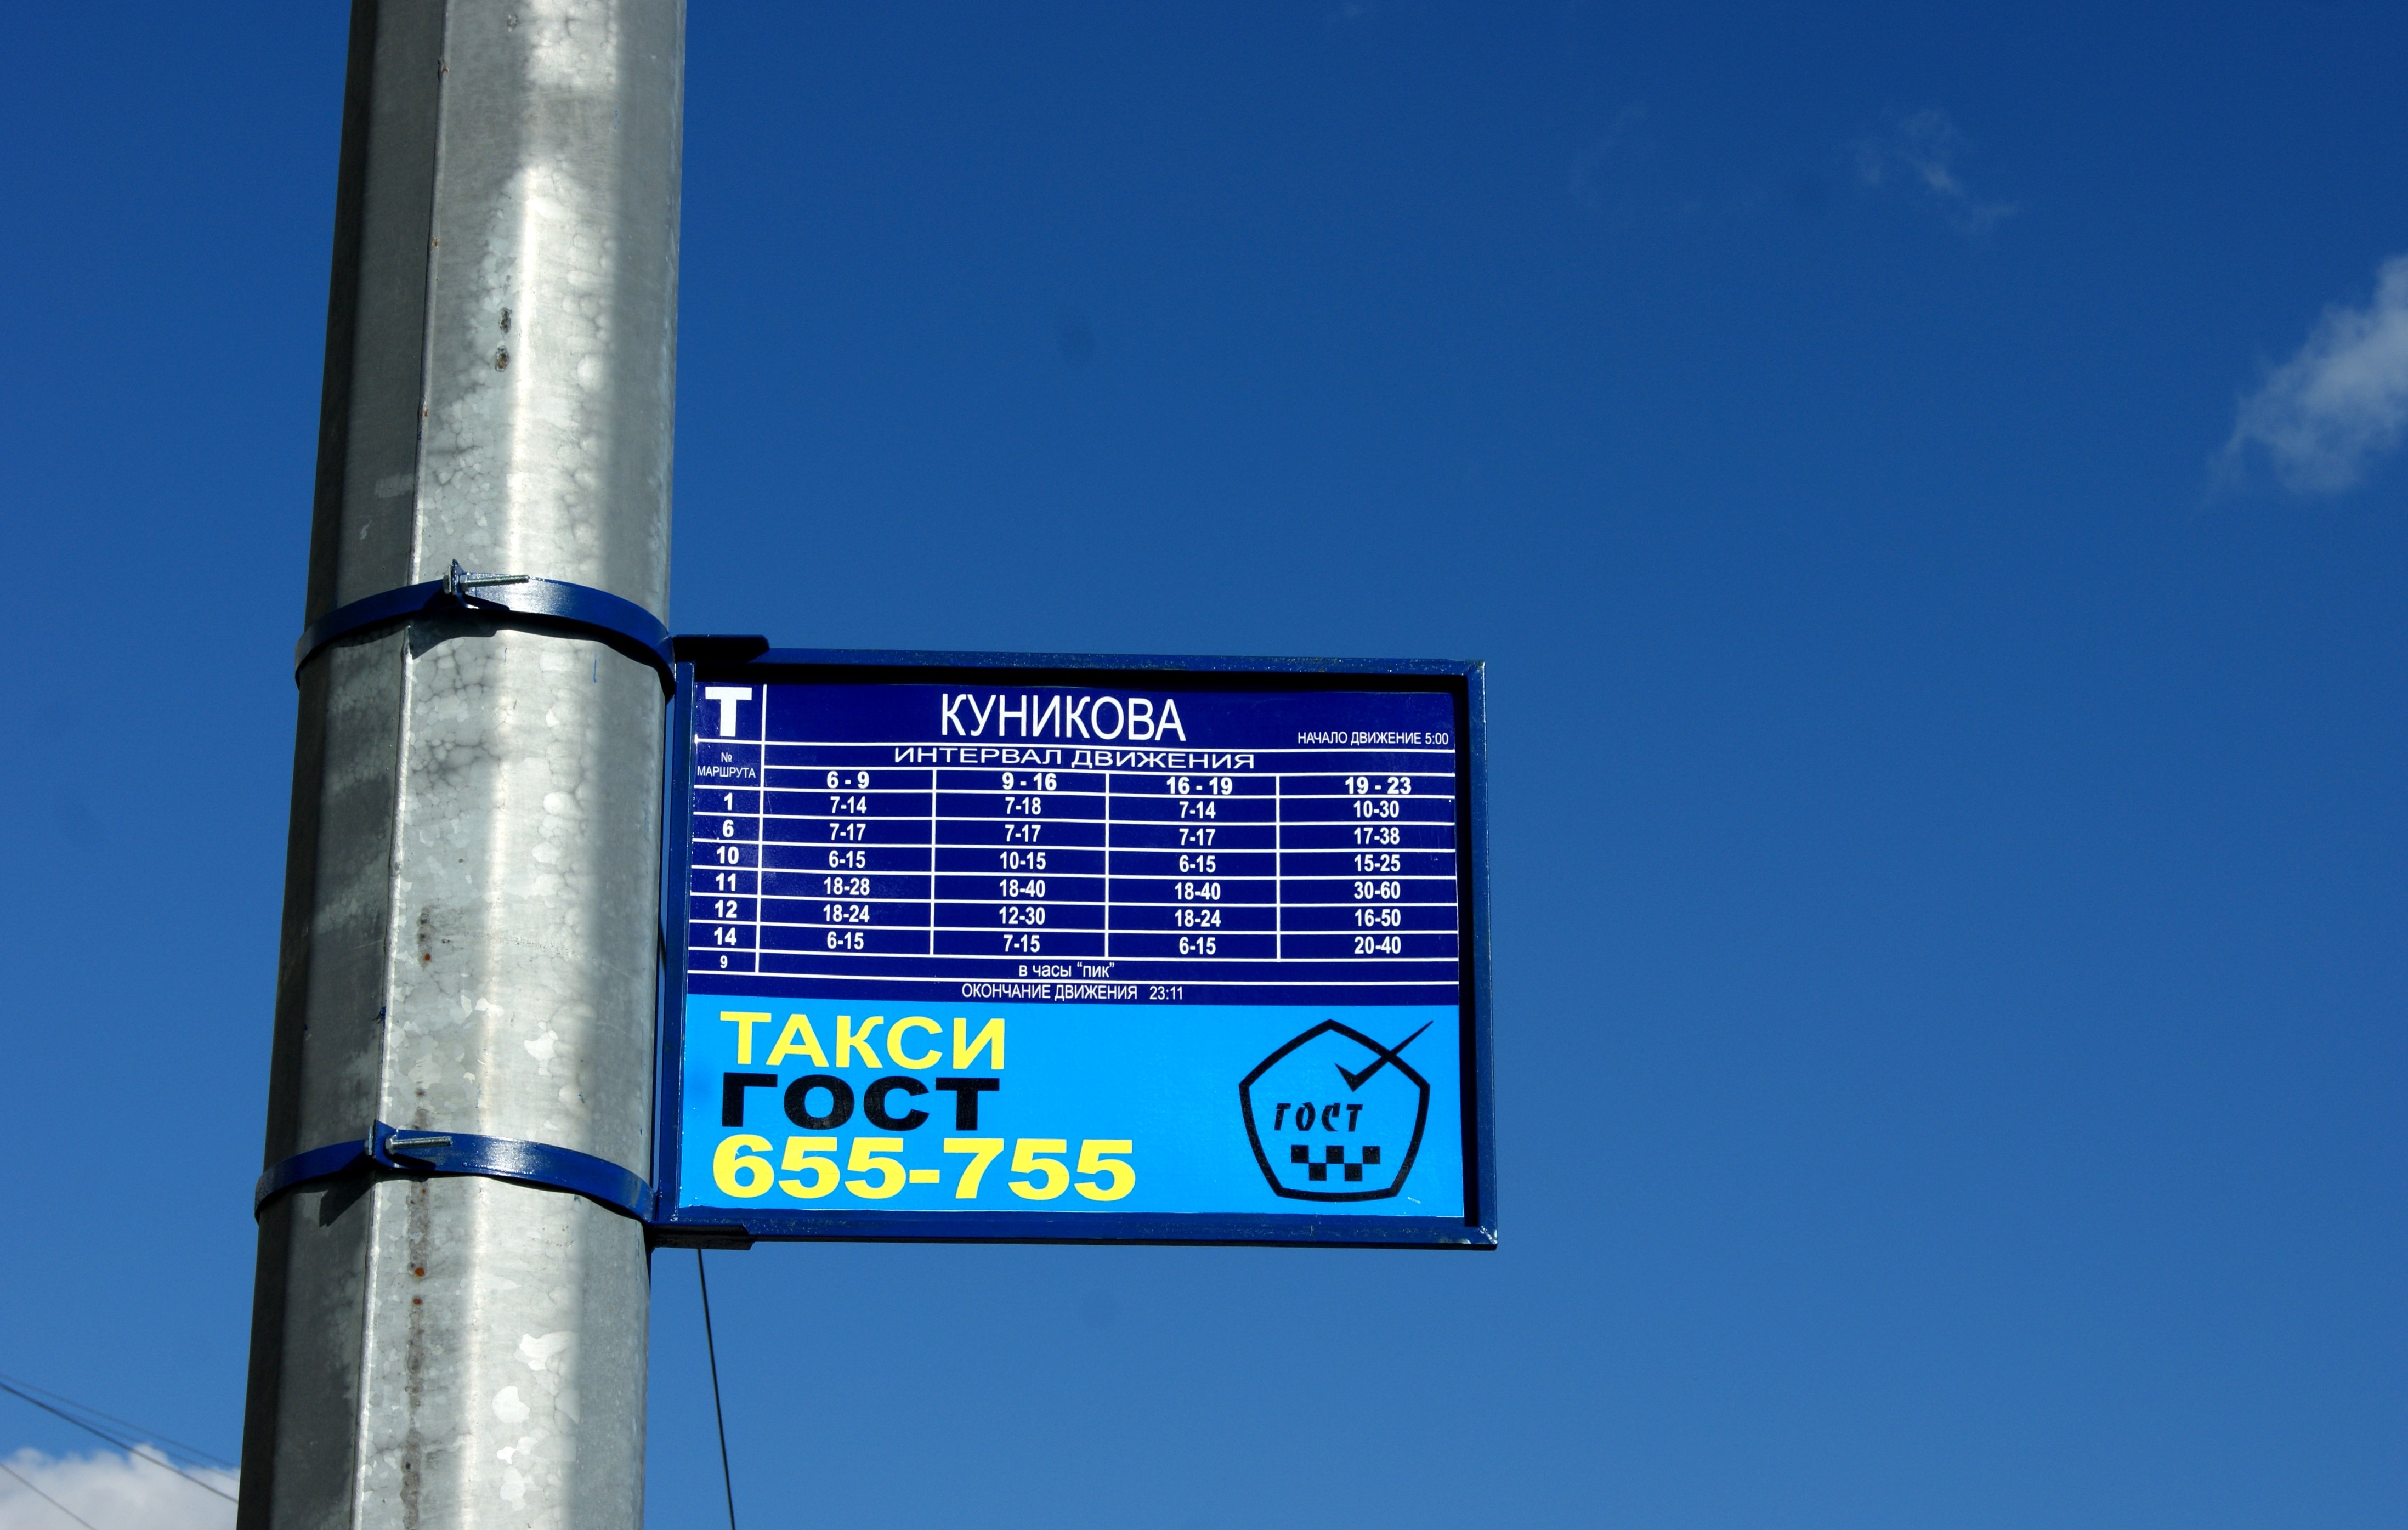 Т КУНИКОВА
НАЧАЛО ДВИЖЕНИЕ 5:00
№ МАРШРУТА
ИНТЕРВАЛ ДВИЖЕНИЯ
6 - 9 9 - 16 16 - 19 19 - 23
1 7-14 7-18 7-14 10-30
6 7-17 7-17 7-17 17-38
10 6-15 10-15 6-15 15-25
11 18-28 18-40 18-40 30-60
12 18-24 12-30 18-24 16-50
14 6-15 7-15 6-15 20-40
9 в часы “пик”
ОКОНЧАНИЕ ДВИЖЕНИЯ 23:11
ТАКСИ
ГОСТ
655-755
ГОСТ